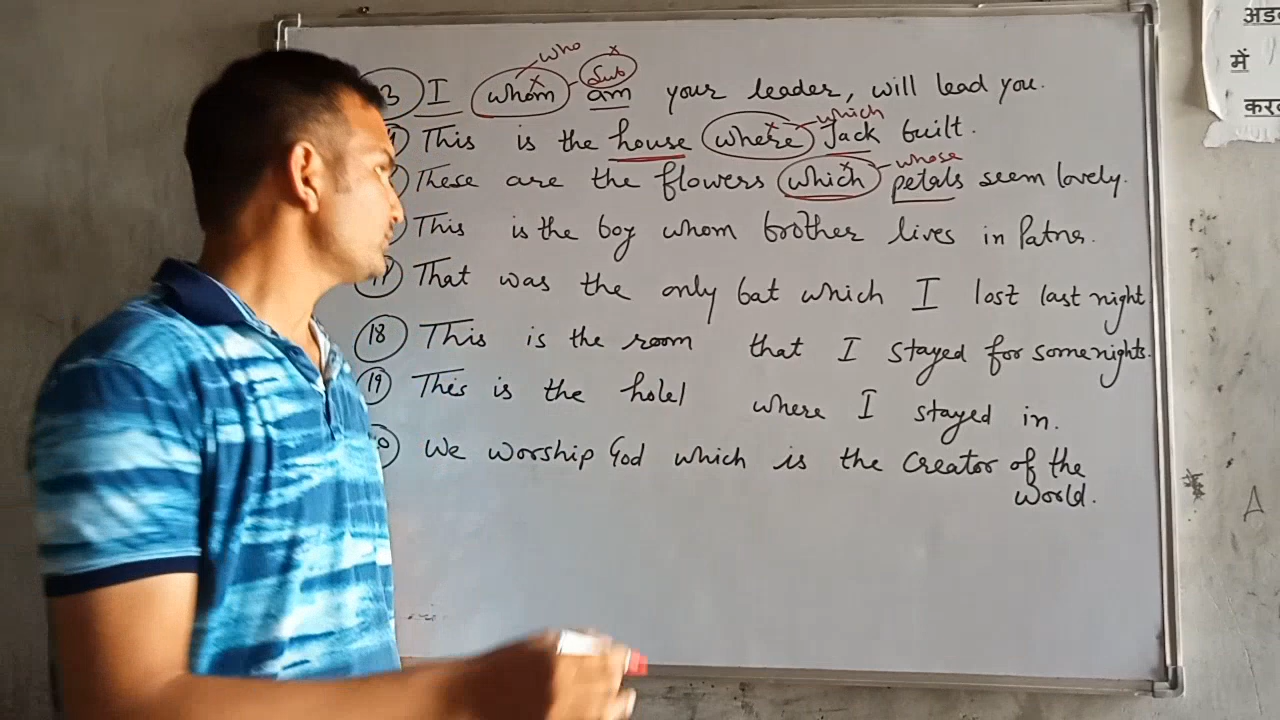 who
Sub
13 I whom am your leader, will lead you.
which
This is the house where Jack built.
whose
These are the flowers which petals seem lovely.
This is the boy whom brother lives in Patna.
17 That was the only bat which I lost last night
18 This is the room that I stayed for some nights.
19 This is the hotel where I stayed in.
We worship God which is the creator of the
world.
में
A